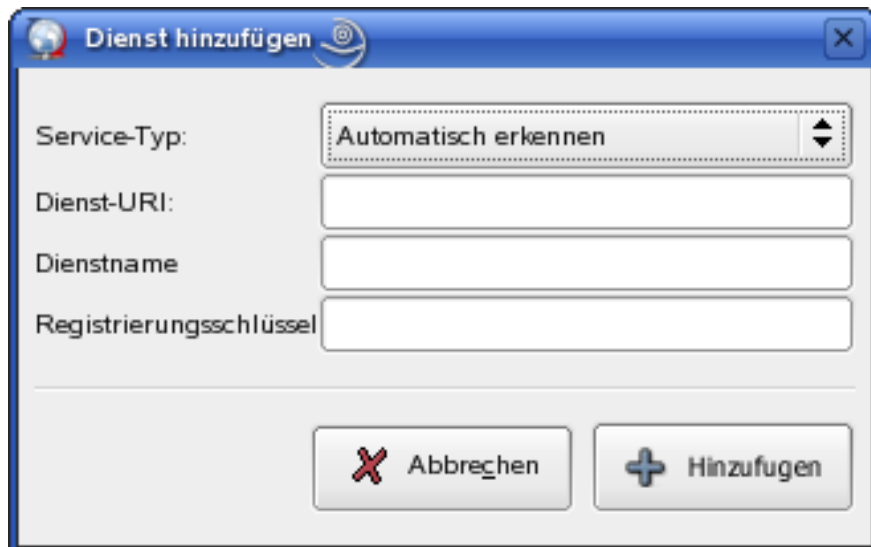 Dienst hinzufügen
Service-Typ: Automatisch erkennen
Dienst-URI:
Dienstname
Registrierungsschlüssel
Abbrechen Hinzufugen